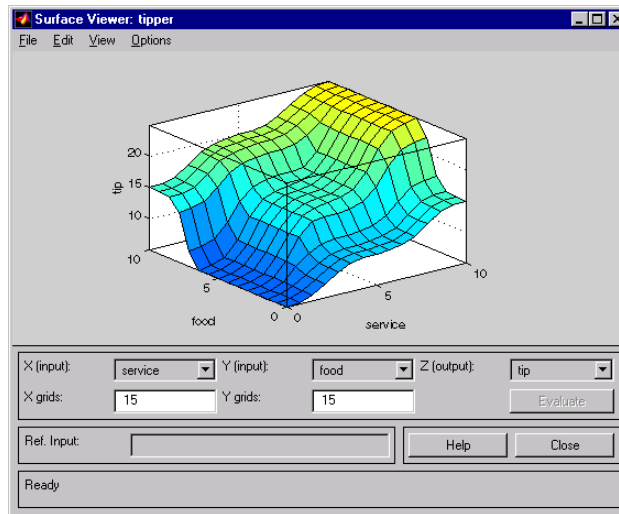 Surface Viewer: tipper
File Edit View Options
20
15
10
tip
10
5
0
food
0
5
10
service
X (input): service Y (input): food Z (output): tip
X grids: 15 Y grids: 15 Evaluate
Ref. Input: Help Close
Ready